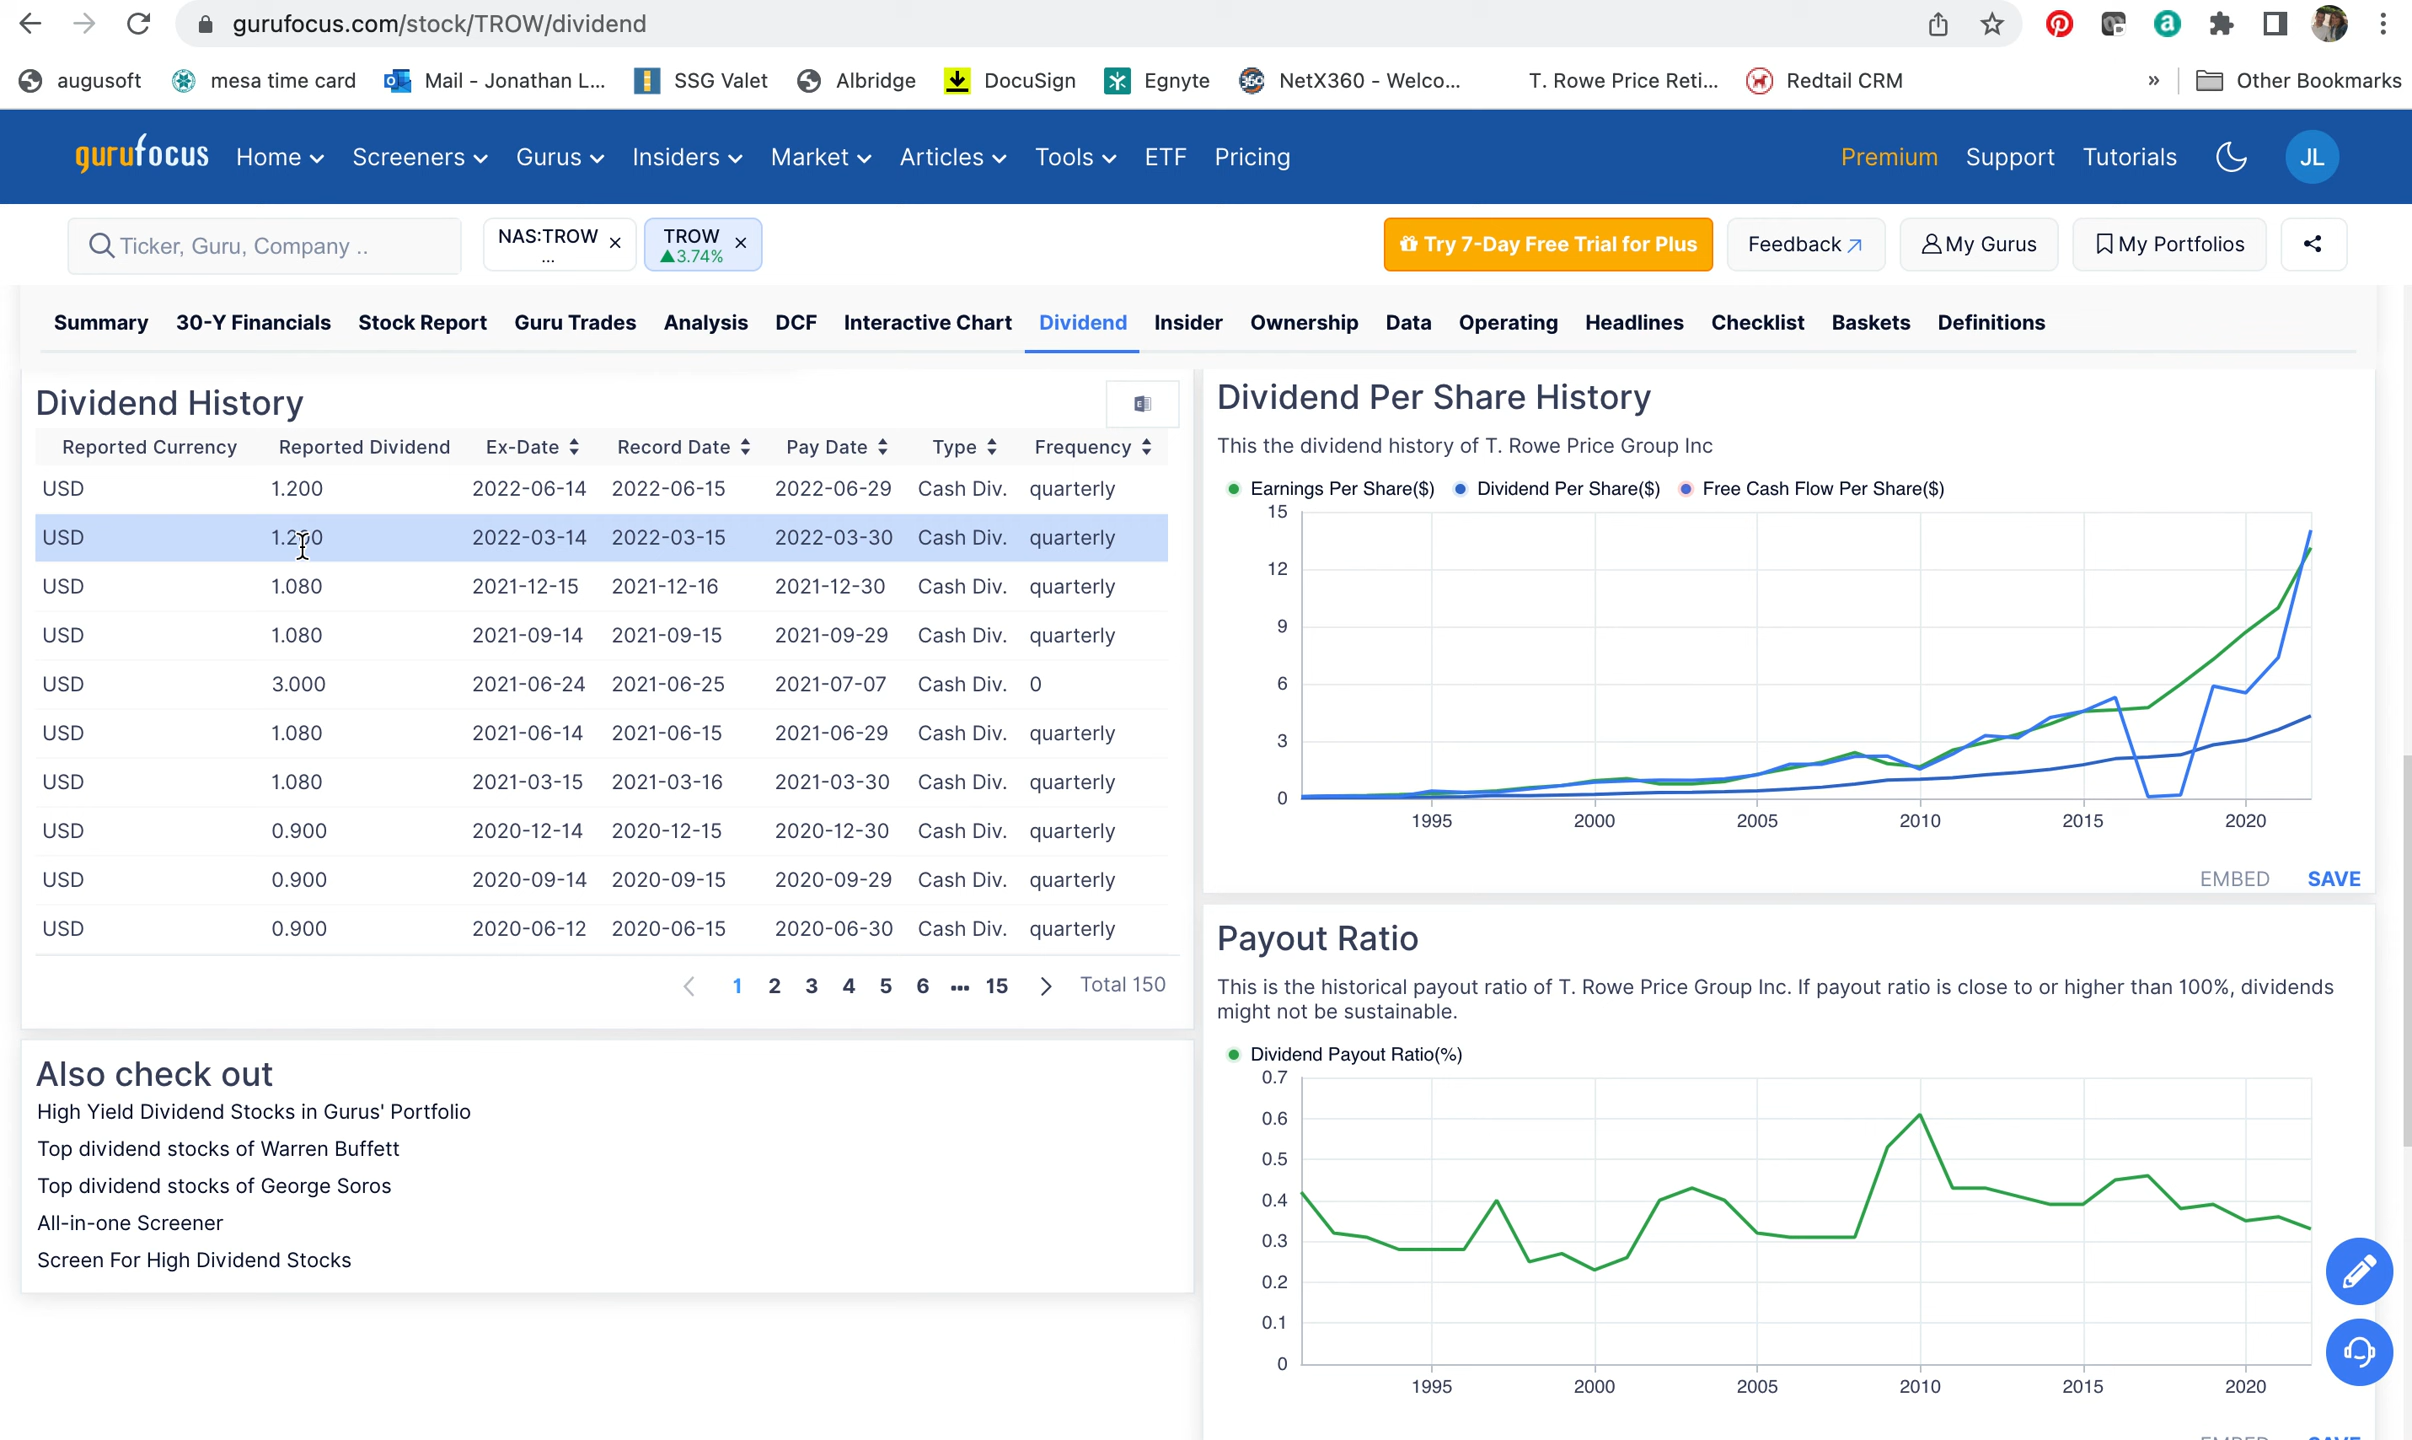 gurufocus.com/stock/TROW/dividend
augusoft mesa time card Mail - Jonathan L... SSG Valet Albridge DocuSign Egnyte NetX360 - Welco... T. Rowe Price Reti... Redtail CRM » Other Bookmarks
gurufocus Home Screeners Gurus Insiders Market Articles Tools ETF Pricing Premium Support Tutorials JL
Ticker, Guru, Company .. NAS:TROW ... × TROW ▲3.74% × Try 7-Day Free Trial for Plus Feedback My Gurus My Portfolios
Summary 30-Y Financials Stock Report Guru Trades Analysis DCF Interactive Chart Dividend Insider Ownership Data Operating Headlines Checklist Baskets Definitions
Dividend History
Reported Currency Reported Dividend Ex-Date Record Date Pay Date Type Frequency
USD 1.200 2022-06-14 2022-06-15 2022-06-29 Cash Div. quarterly
USD 1.200 2022-03-14 2022-03-15 2022-03-30 Cash Div. quarterly
USD 1.080 2021-12-15 2021-12-16 2021-12-30 Cash Div. quarterly
USD 1.080 2021-09-14 2021-09-15 2021-09-29 Cash Div. quarterly
USD 3.000 2021-06-24 2021-06-25 2021-07-07 Cash Div. 0
USD 1.080 2021-06-14 2021-06-15 2021-06-29 Cash Div. quarterly
USD 1.080 2021-03-15 2021-03-16 2021-03-30 Cash Div. quarterly
USD 0.900 2020-12-14 2020-12-15 2020-12-30 Cash Div. quarterly
USD 0.900 2020-09-14 2020-09-15 2020-09-29 Cash Div. quarterly
USD 0.900 2020-06-12 2020-06-15 2020-06-30 Cash Div. quarterly
1 2 3 4 5 6 ... 15 Total 150
Also check out
High Yield Dividend Stocks in Gurus' Portfolio
Top dividend stocks of Warren Buffett
Top dividend stocks of George Soros
All-in-one Screener
Screen For High Dividend Stocks
Dividend Per Share History
This the dividend history of T. Rowe Price Group Inc
Earnings Per Share($) Dividend Per Share($) Free Cash Flow Per Share($)
15
12
9
6
3
0
1995 2000 2005 2010 2015 2020
EMBED SAVE
Payout Ratio
This is the historical payout ratio of T. Rowe Price Group Inc. If payout ratio is close to or higher than 100%, dividends
might not be sustainable.
Dividend Payout Ratio(%)
0.7
0.6
0.5
0.4
0.3
0.2
0.1
0
1995 2000 2005 2010 2015 2020
EMBED SAVE